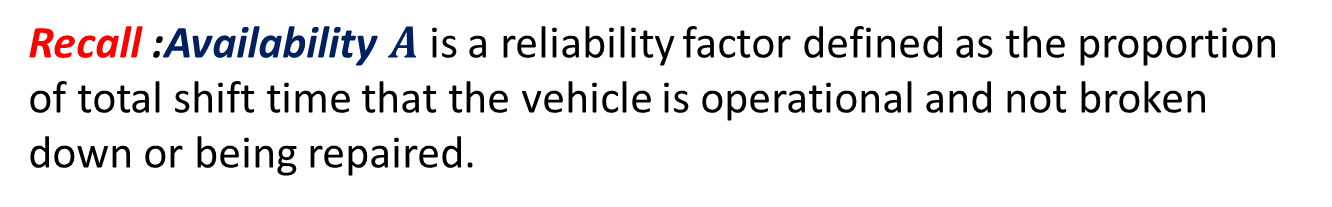 Recall :Availability A is a reliability factor defined as the proportion
of total shift time that the vehicle is operational and not broken
down or being repaired.